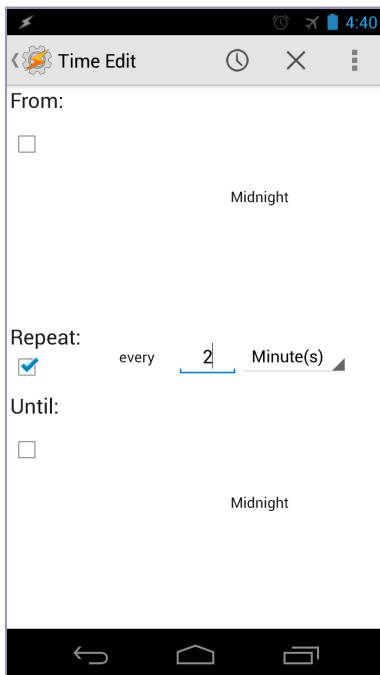 4:40
Time Edit
From:
Midnight
Repeat:
every 2 Minute(s)
Until:
Midnight